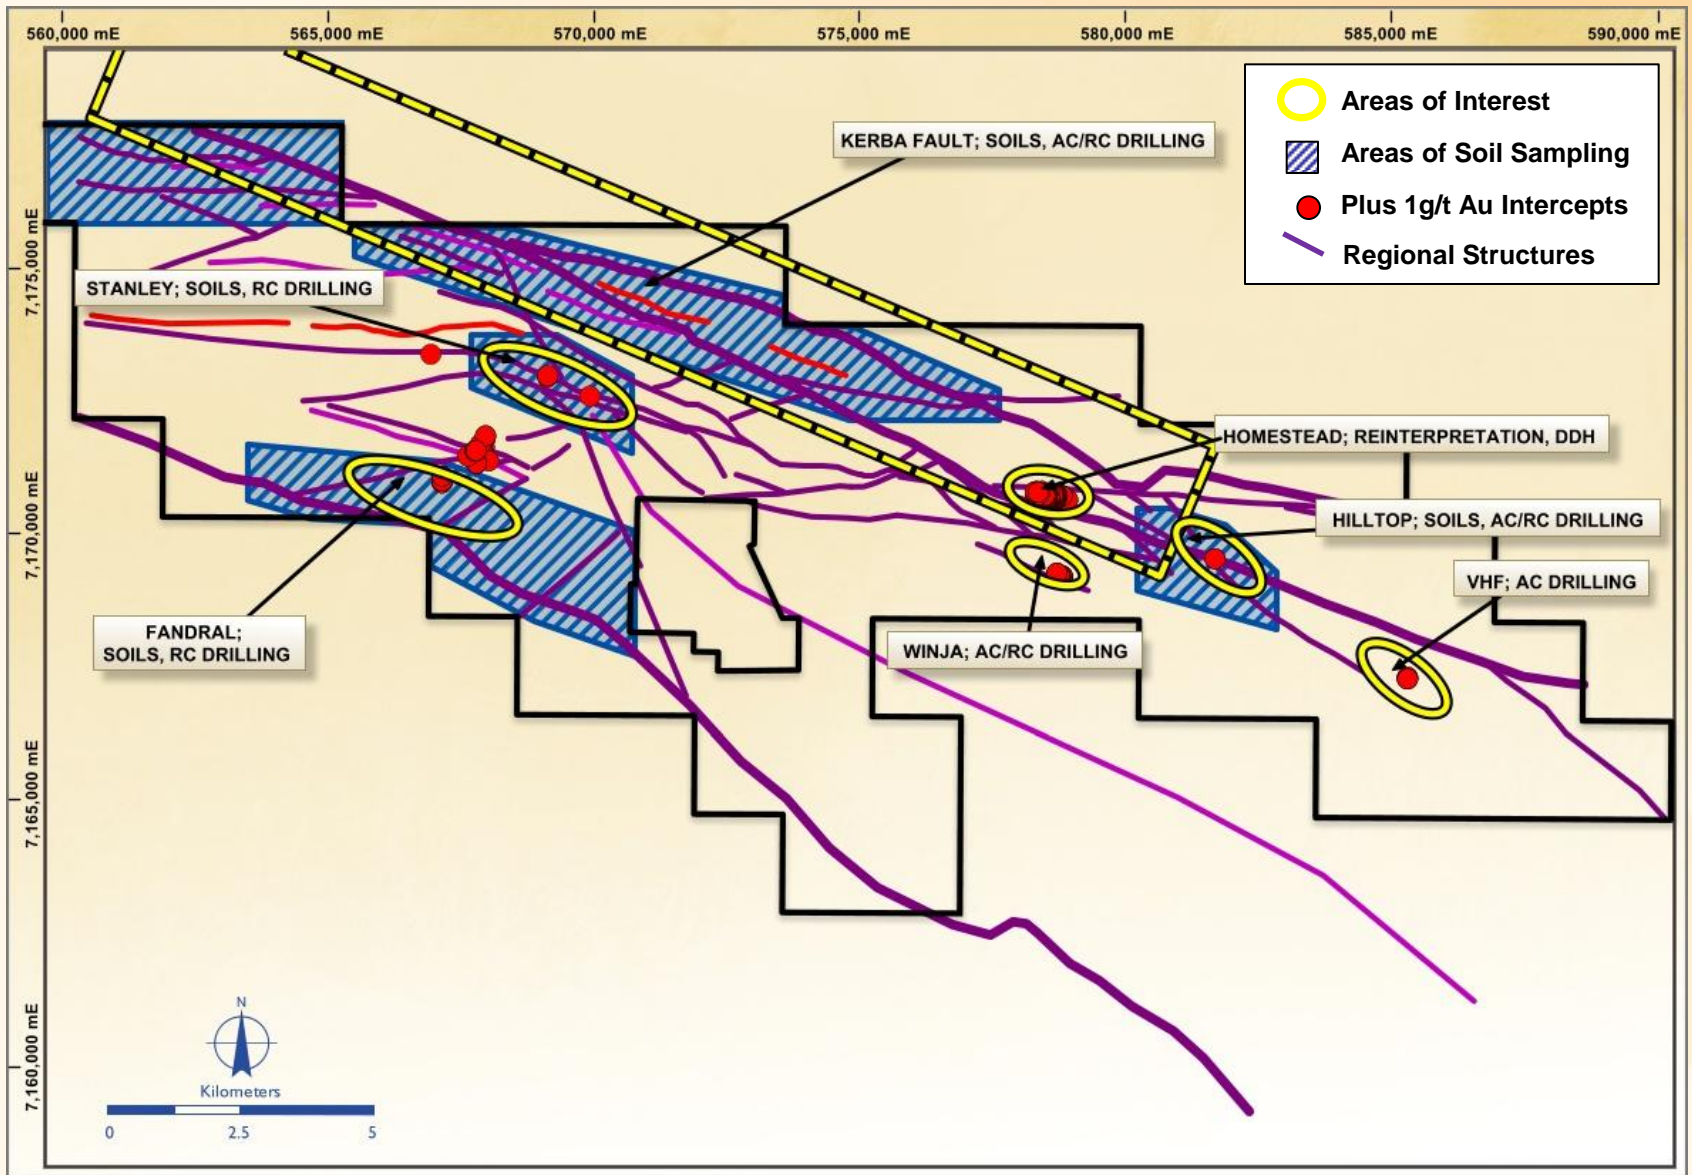 560,000 mE
565,000 mE
570,000 mE
575,000 mE
580,000 mE
585,000 mE
590,000 mE
Areas of Interest
Areas of Soil Sampling
Plus 1g/t Au Intercepts
Regional Structures
KERBA FAULT; SOILS, AC/RC DRILLING
7,175,000 mE
STANLEY; SOILS, RC DRILLING
HOMESTEAD; REINTERPRETATION, DDH
7,170,000 mE
HILLTOP; SOILS, AC/RC DRILLING
VHF; AC DRILLING
FANDRAL;
SOILS, RC DRILLING
WINJA; AC/RC DRILLING
7,165,000 mE
7,160,000 mE
N
Kilometers
0
2.5
5